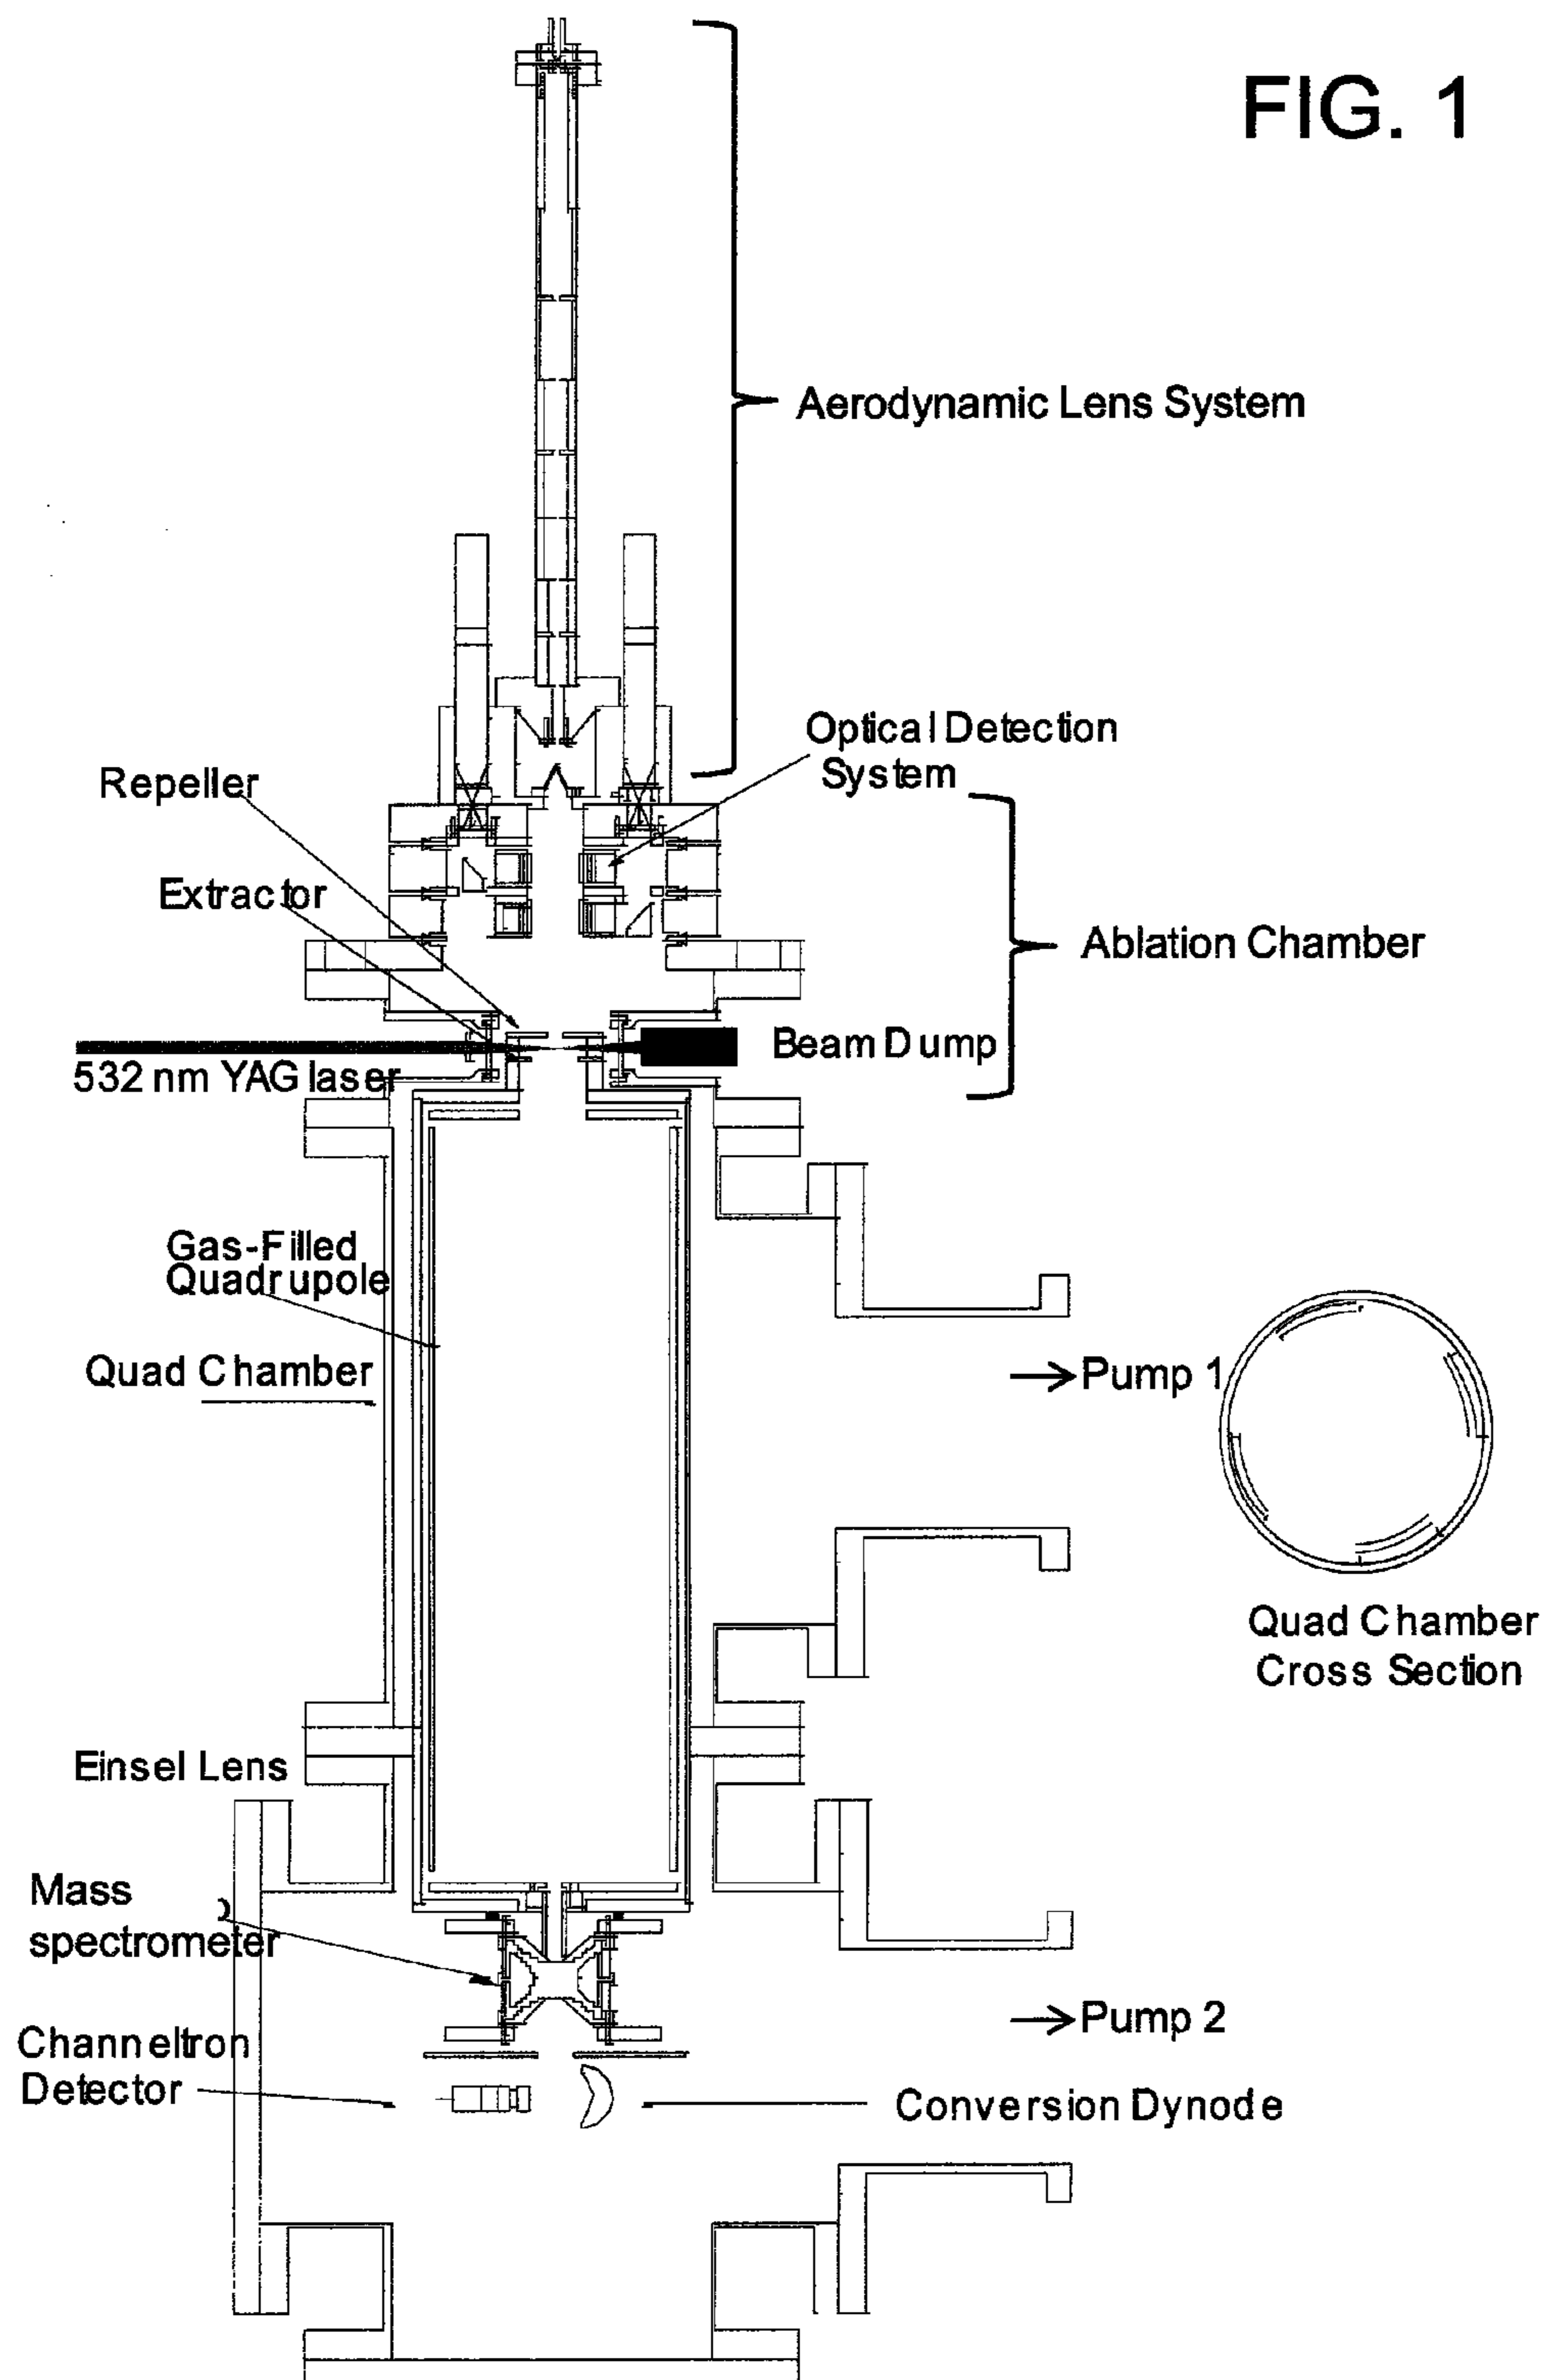 FIG. 1
Aerodynamic Lens System
Optical Detection
System
Repeller
Extractor
Ablation Chamber
Beam Dump
532 nm YAG laser
Gas-Filled
Quadrupole
Quad Chamber
Pump 1
Quad Chamber
Cross Section
Einsel Lens
Mass
spectrometer
Pump 2
Channeltron
Detector
Conversion Dynode